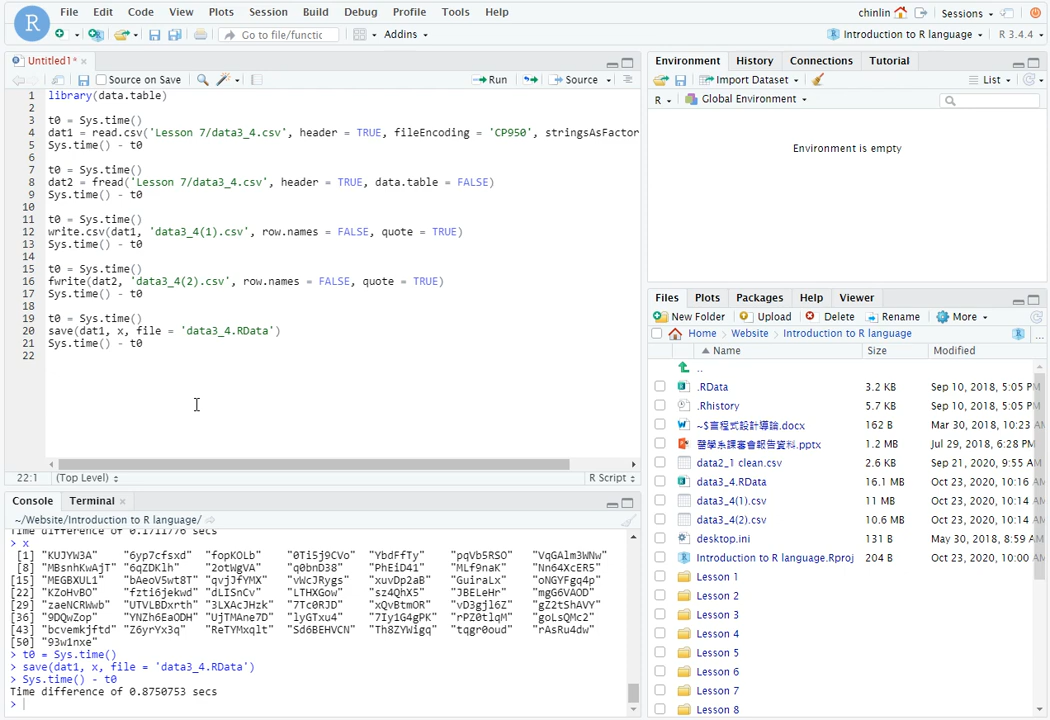 File Edit Code View Plots Session Build Debug Profile Tools Help
chinlin Sessions
R Go to file/functic Addins
Introduction to R language R 3.4.4
Untitled1*
Source on Save Run Source
1 library(data.table)
2
3 t0 = Sys.time()
4 dat1 = read.csv('Lesson 7/data3_4.csv', header = TRUE, fileEncoding = 'CP950', stringsAsFactor
5 Sys.time() - t0
6
7 t0 = Sys.time()
8 dat2 = fread('Lesson 7/data3_4.csv', header = TRUE, data.table = FALSE)
9 Sys.time() - t0
10
11 t0 = Sys.time()
12 write.csv(dat1, 'data3_4(1).csv', row.names = FALSE, quote = TRUE)
13 Sys.time() - t0
14
15 t0 = Sys.time()
16 fwrite(dat2, 'data3_4(2).csv', row.names = FALSE, quote = TRUE)
17 Sys.time() - t0
18
19 t0 = Sys.time()
20 save(dat1, x, file = 'data3_4.RData')
21 Sys.time() - t0
22
22:1 (Top Level) R Script
Console Terminal
~/Website/Introduction to R language/
Time difference of 0.1711776 secs
> x
[1] "KUJYW3A" "6yp7cfsxd" "fopKOLb" "0Ti5j9CVo" "YbdFfTy" "pqVb5RSO" "VqGAlm3WNw"
[8] "MBsnhKwAjT" "6qZDKlh" "2otWgVA" "q0bnD38" "PhEiD41" "MLf9naK" "Nn64XcER5"
[15] "MEGBXUL1" "bAeoV5wt8T" "qvjJfYMX" "vWcJRygs" "xuvDp2aB" "GuiraLx" "oNGYFgq4p"
[22] "KZoHvBO" "fzti6jekwd" "dLISnCv" "LTHXGow" "sz4QhX5" "JBELeHr" "mgG6VAOD"
[29] "zaeNCRWwb" "UTVLBDxrth" "3LXAcJHzk" "7Tc0RJD" "xQvBtmOR" "vD3gjl6Z" "gZ2tShAVY"
[36] "9DQwZop" "YNZh6EaODH" "UjTMAne7D" "lyGTxu4" "7Iy1G4gPK" "rPZ0tlqM" "goLsQMc2"
[43] "bcvemkjftd" "Z6yrYx3q" "ReTYMxqlt" "Sd6BEHVCN" "Th8ZYWigq" "tqgr0oud" "rAsRu4dw"
[50] "93w1nxe"
> t0 = Sys.time()
> save(dat1, x, file = 'data3_4.RData')
> Sys.time() - t0
Time difference of 0.8750753 secs
>
Environment History Connections Tutorial
Import Dataset List
R Global Environment
Environment is empty
Files Plots Packages Help Viewer
New Folder Upload Delete Rename More
Home Website Introduction to R language ...
Name Size Modified
..
.RData 3.2 KB Sep 10, 2018, 5:05 PM
.Rhistory 5.7 KB Sep 10, 2018, 5:05 PM
~$言程式設計導論.docx 162 B Mar 30, 2018, 10:23 AM
醫學系課審會報告資料.pptx 1.2 MB Jul 29, 2018, 6:28 PM
data2_1 clean.csv 2.6 KB Sep 21, 2020, 9:55 AM
data3_4.RData 16.1 MB Oct 23, 2020, 10:16 AM
data3_4(1).csv 11 MB Oct 23, 2020, 10:14 AM
data3_4(2).csv 10.6 MB Oct 23, 2020, 10:14 AM
desktop.ini 131 B May 30, 2018, 8:59 AM
Introduction to R language.Rproj 204 B Oct 23, 2020, 10:00 AM
Lesson 1
Lesson 2
Lesson 3
Lesson 4
Lesson 5
Lesson 6
Lesson 7
Lesson 8